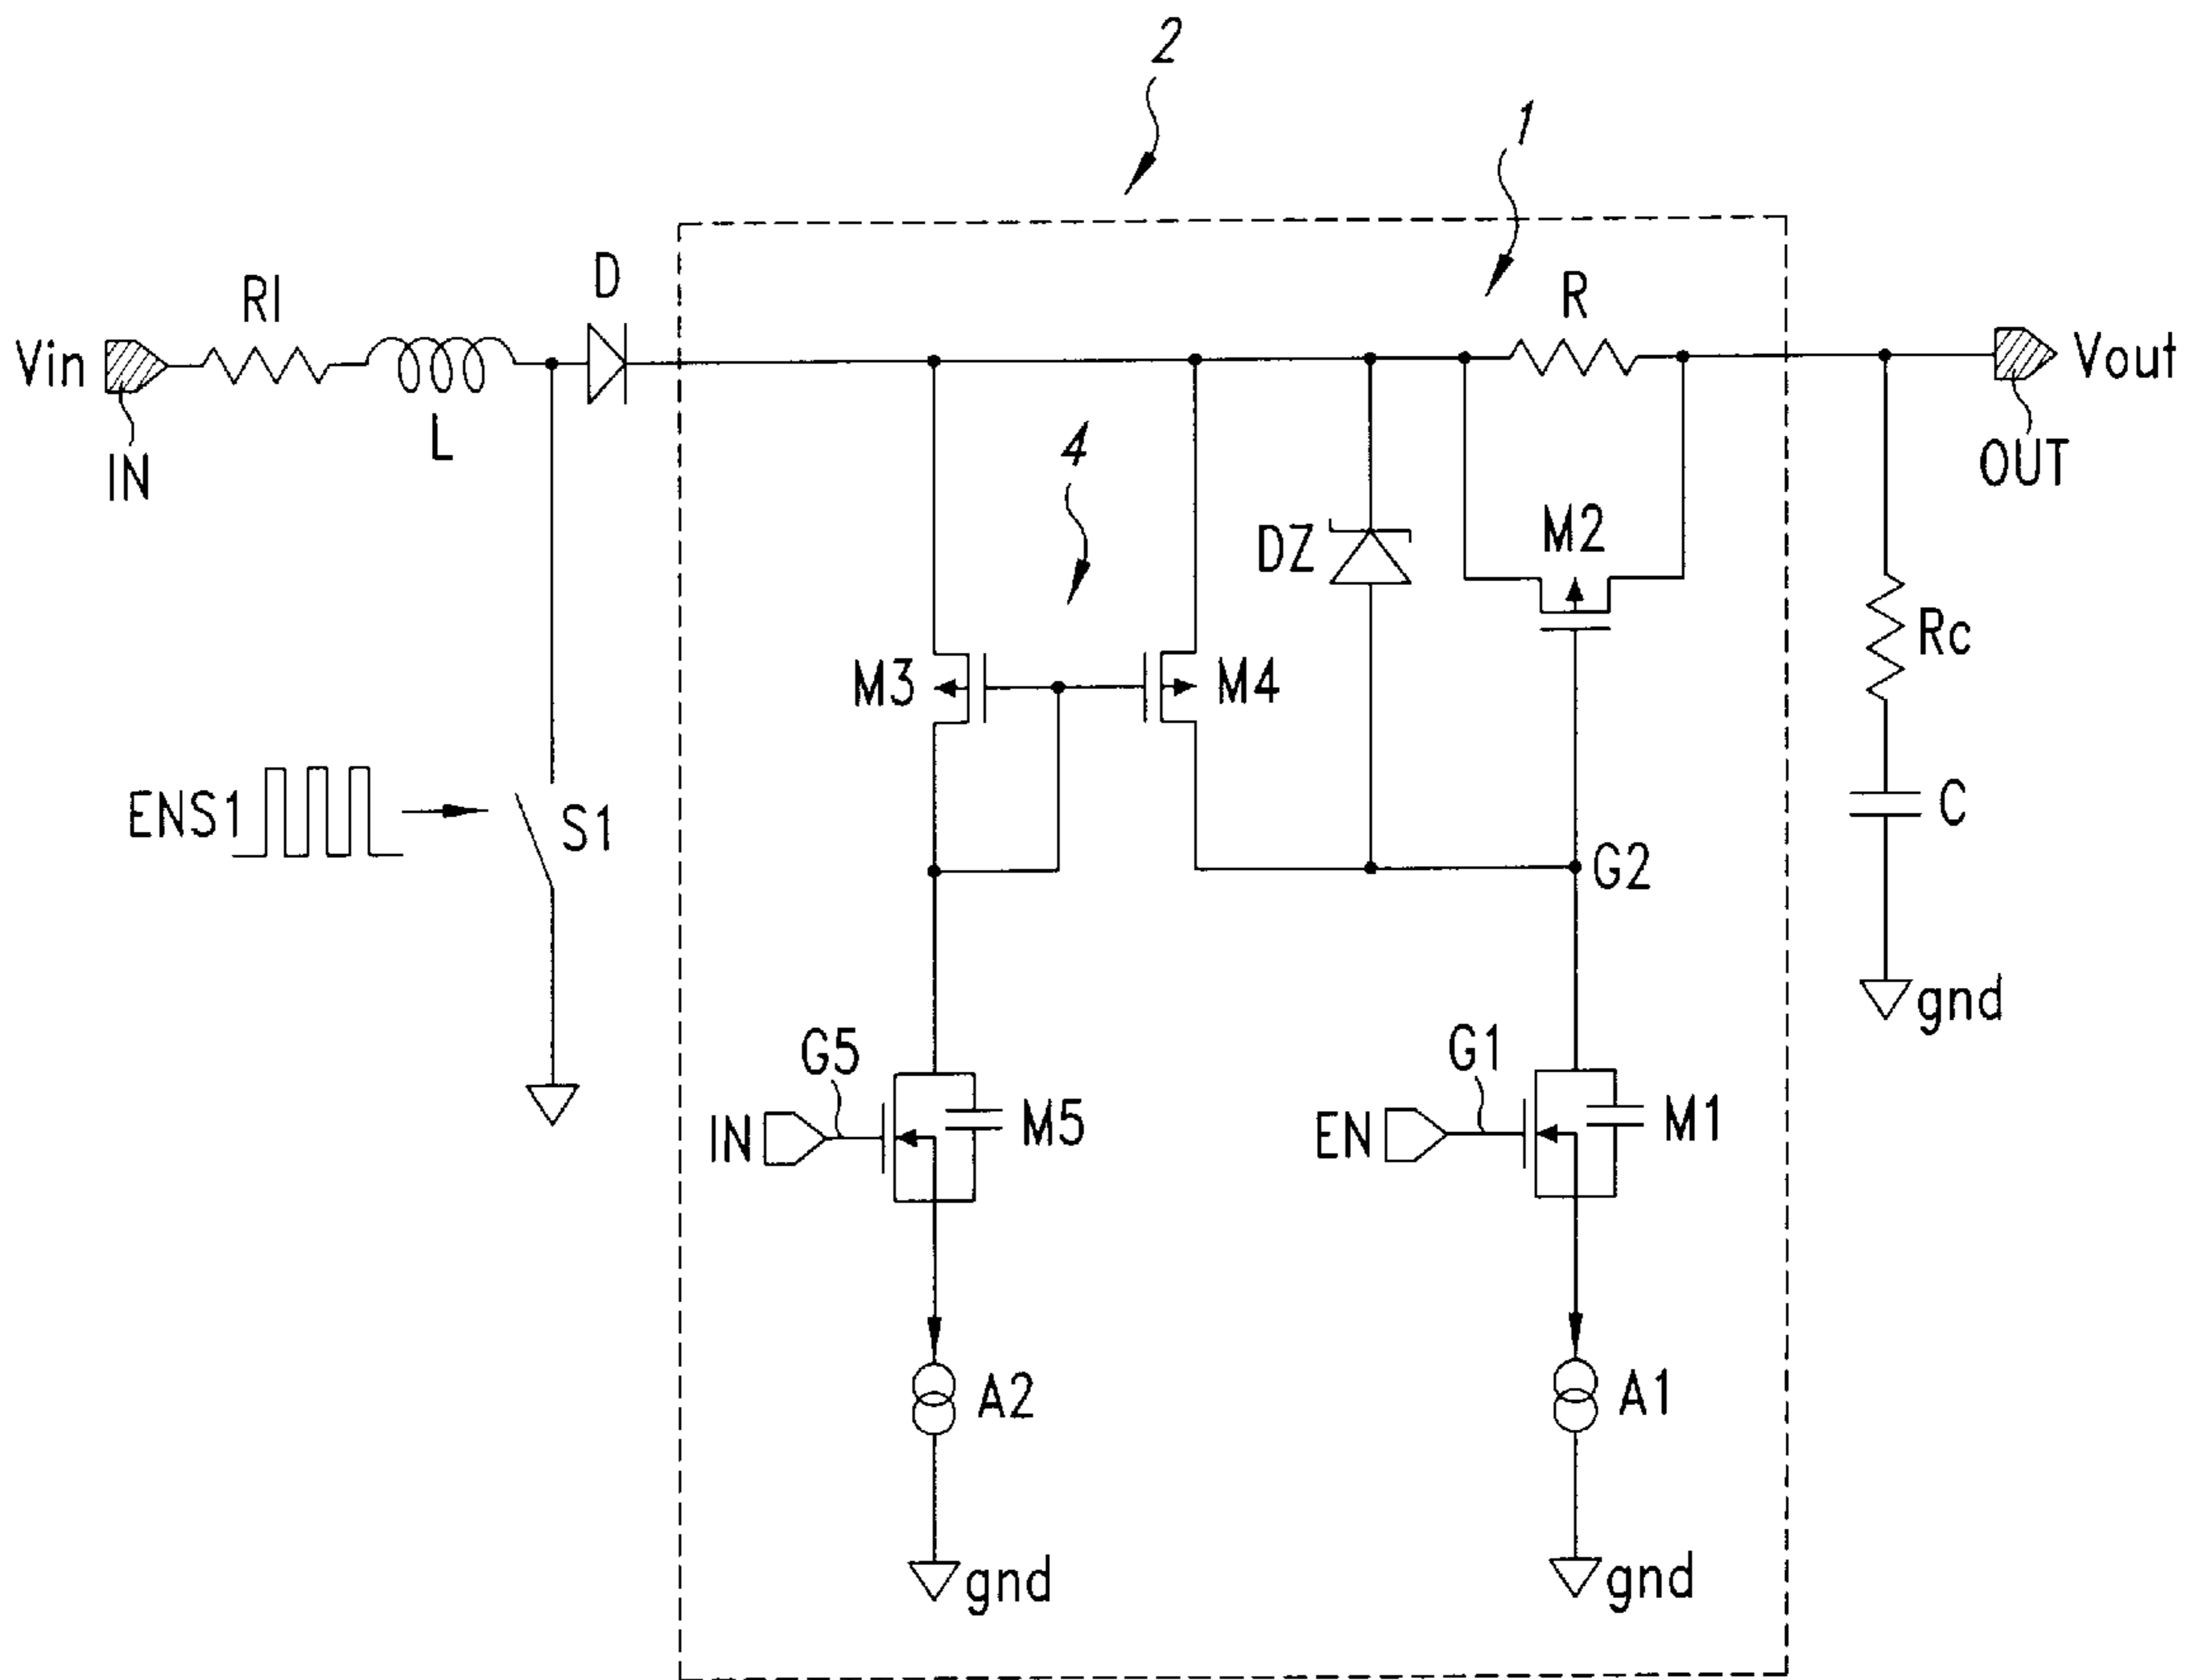 2
1
Rl
D
R
Vin
Vout
IN
L
4
OUT
DZ
M2
Rc
M3
M4
ENS1
S1
C
G2
gnd
G5
G1
IN
M5
EN
M1
A2
A1
gnd
gnd